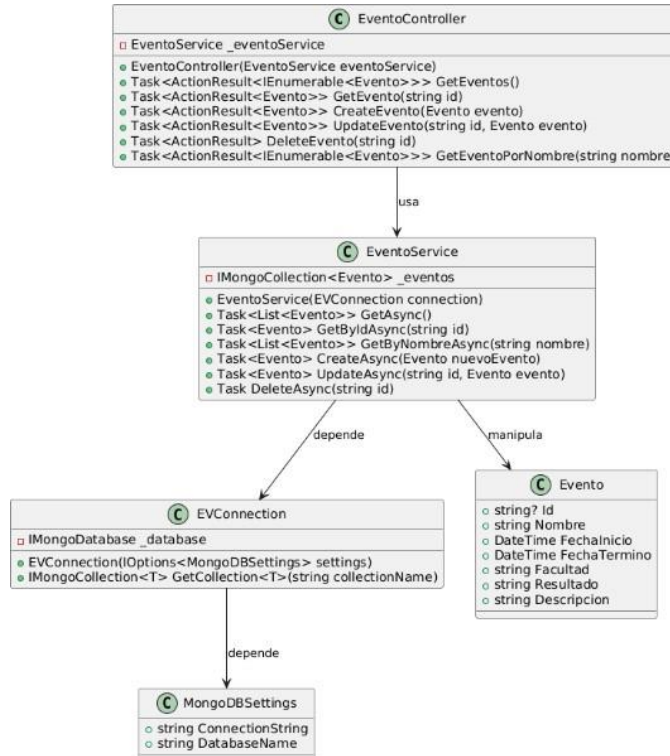 C EventoController
EventoService _eventoService
EventoController(EventoService eventoService)
Task<ActionResult<IEnumerable<Evento>>> GetEventos()
Task<ActionResult<Evento>> GetEvento(string id)
Task<ActionResult<Evento>> CreateEvento(Evento evento)
Task<ActionResult<Evento>> UpdateEvento(string id, Evento evento)
Task<ActionResult> DeleteEvento(string id)
Task<ActionResult<IEnumerable<Evento>>> GetEventoPorNombre(string nombre
usa
C EventoService
IMongoCollection<Evento> _eventos
EventoService(EVConnection connection)
Task<List<Evento>> GetAsync()
Task<Evento> GetByIdAsync(string id)
Task<List<Evento>> GetByNombreAsync(string nombre)
Task<Evento> CreateAsync(Evento nuevoEvento)
Task<Evento> UpdateAsync(string id, Evento evento)
Task DeleteAsync(string id)
depende
manipula
C EVConnection
IMongoDatabase _database
EVConnection(IOptions<MongoDBSettings> settings)
IMongoCollection<T> GetCollection<T>(string collectionName)
C Evento
string? Id
string Nombre
DateTime FechaInicio
DateTime FechaTermino
string Facultad
string Resultado
string Descripcion
depende
C MongoDBSettings
string ConnectionString
string DatabaseName